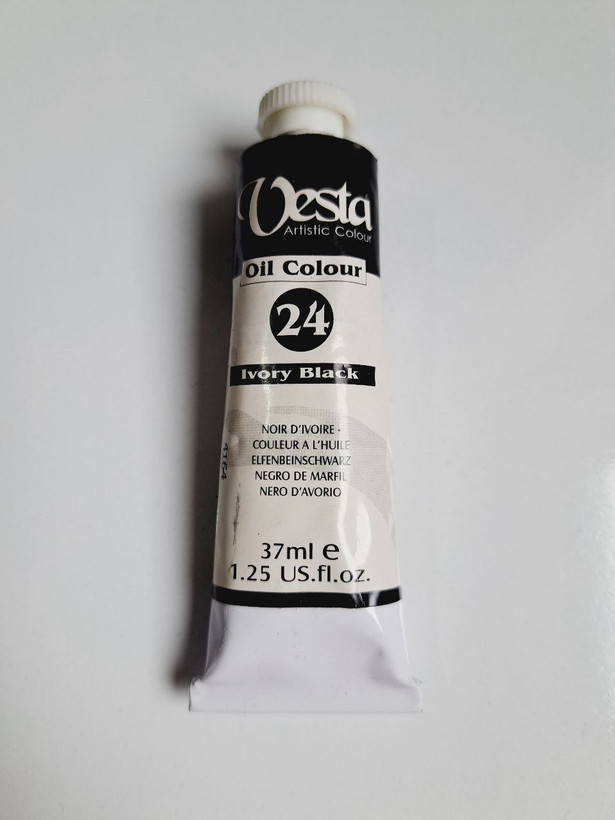 Vesta
Artistic Colour
Oil Colour
24
Ivory Black
NOIR D'IVOIRE -
COULEUR A L'HUILE
ELFENBEINSCHWARZ
NEGRO DE MARFIL
NERO D'AVORIO
37ml e
1.25 US.fl.oz.